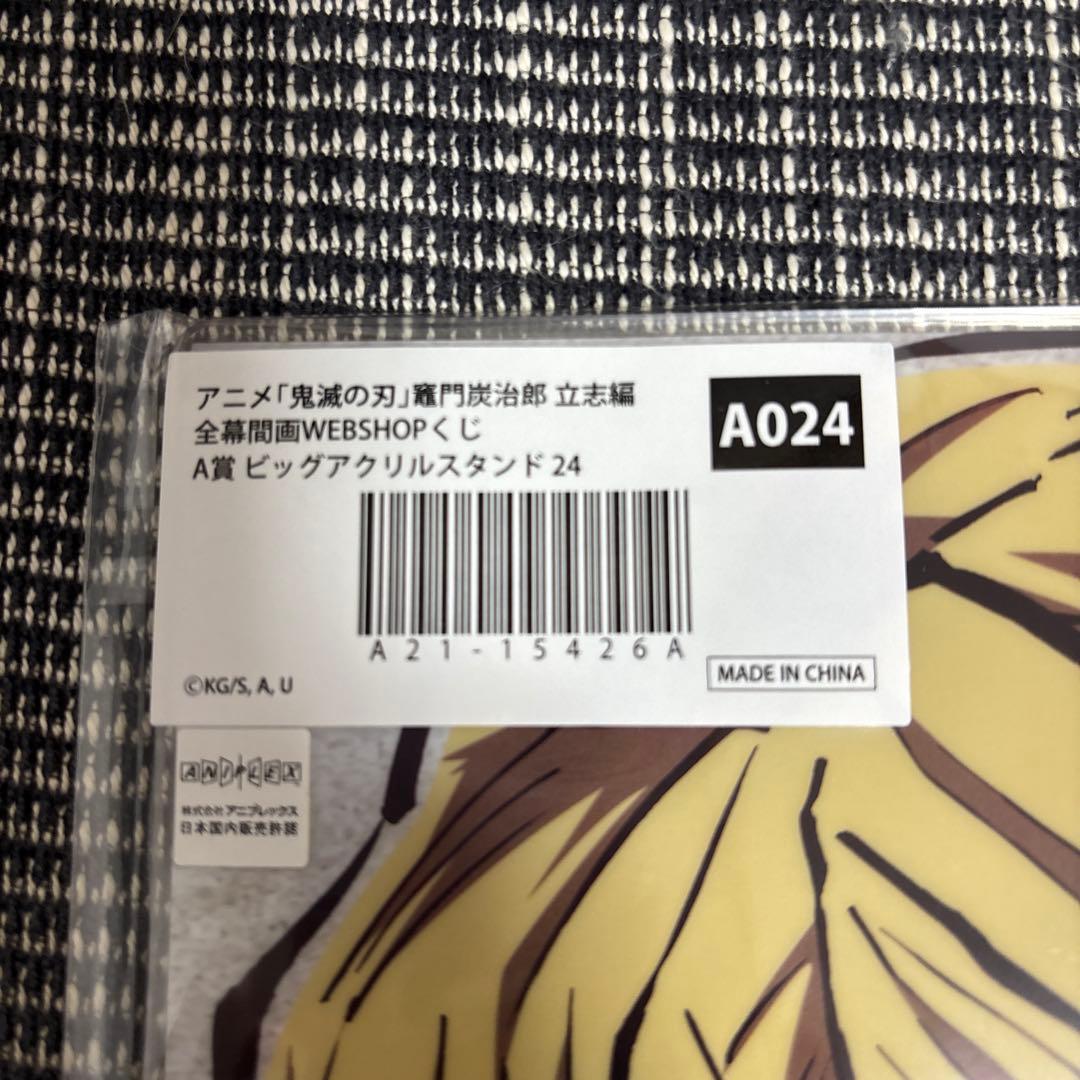 アニメ「鬼滅の刃」竈門炭治郎 立志編
全幕間画WEBSHOPくじ
A賞 ビッグアクリルスタンド 24
A024
A21-15426A
©KG/S, A, U
MADE IN CHINA
ANIPLEX
株式会社アニプレックス
日本国内販売許諾